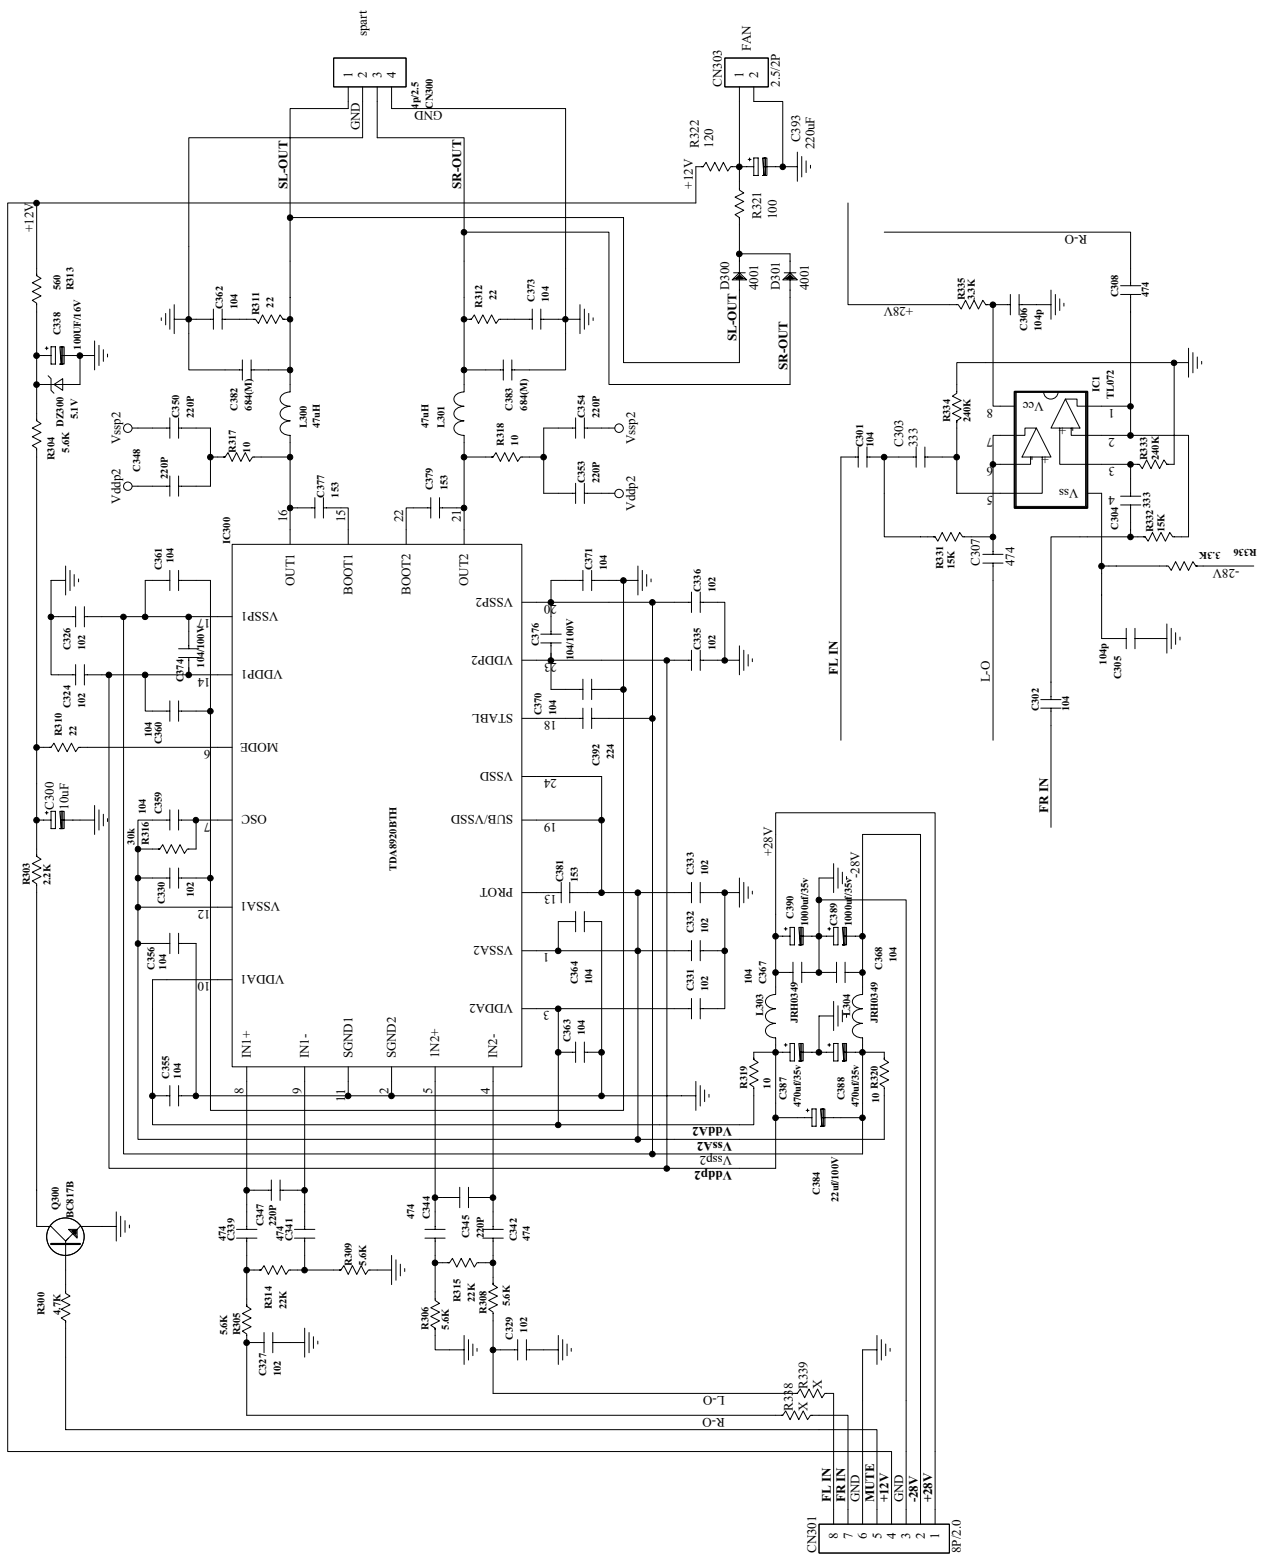 spart
1
2
3
4
4p/2.5
CN300
GND
GND
SL-OUT
SR-OUT
CN303
FAN
1
2
2.5/2P
R322
120
+12V
C393
220uF
R321
100
D300
4001
D301
4001
SL-OUT
SR-OUT
+12V
560
R313
C338
100UF/16V
DZ300
5.1V
R304
5.6K
C362
104
R311
22
R312
22
C373
104
C382
684(M)
C383
684(M)
L300
47uH
L301
47uH
Vssp2
C350
220P
C348
220P
Vddp2
R317
10
R318
10
C354
220P
Vssp2
C353
220P
Vddp2
C377
153
C379
153
16
15
22
21
IC300
OUT1
BOOT1
BOOT2
OUT2
TDA8920BTH
VSSP1
17
VDDP1
14
MODE
6
OSC
7
VSSA1
12
VDDA1
10
VSSP2
20
VDDP2
23
STABL
18
VSSD
24
SUB/VSSD
19
PROT
13
VSSA2
1
VDDA2
3
IN1+
IN1-
SGND1
SGND2
1N2+
IN2-
8
9
11
2
5
4
C361
104
C326
102
C374
104/100V
C324
102
104
C360
R310
22
C300
10uF
104
C359
30k
R316
R303
2.2K
C330
102
C356
104
C355
104
C371
104
C336
102
C376
104/100V
C335
102
C370
104
C392
224
C381
153
C333
102
C332
102
C364
104
C331
102
C363
104
VddA2
VssA2
Vssp2
Vddp2
+28V
-28V
C390
1000uf/35v
C389
1000uf/35v
104
C367
C368
104
L303
JRH0349
L304
JRH0349
R319
10
C387
470uf/35v
C388
470uf/35v
R320
10
C384
22uf/100V
Q300
BC817B
R300
4.7K
474
C339
C347
220P
474
C341
R309
5.6K
R314
22K
5.6K
R305
C327
102
474
C344
C345
220P
C342
474
R315
22K
R306
5.6K
R308
5.6K
C329
102
L-O
R-O
R338
X
R339
X
FL IN
FR IN
GND
MUTE
+12V
GND
-28V
+28V
CN301
8
7
6
5
4
3
2
1
8P/2.0
R-O
+28V
R335
3.3K
C306
104p
C308
474
IC1
TL072
Vcc
Vss
8
7
6
5
1
2
3
4
R334
240K
R333
240K
C301
104
C303
333
C304
333
R332
15K
R331
15K
C307
474
R336
3.3K
-28V
104p
C305
FL IN
L-O
C302
104
FR IN